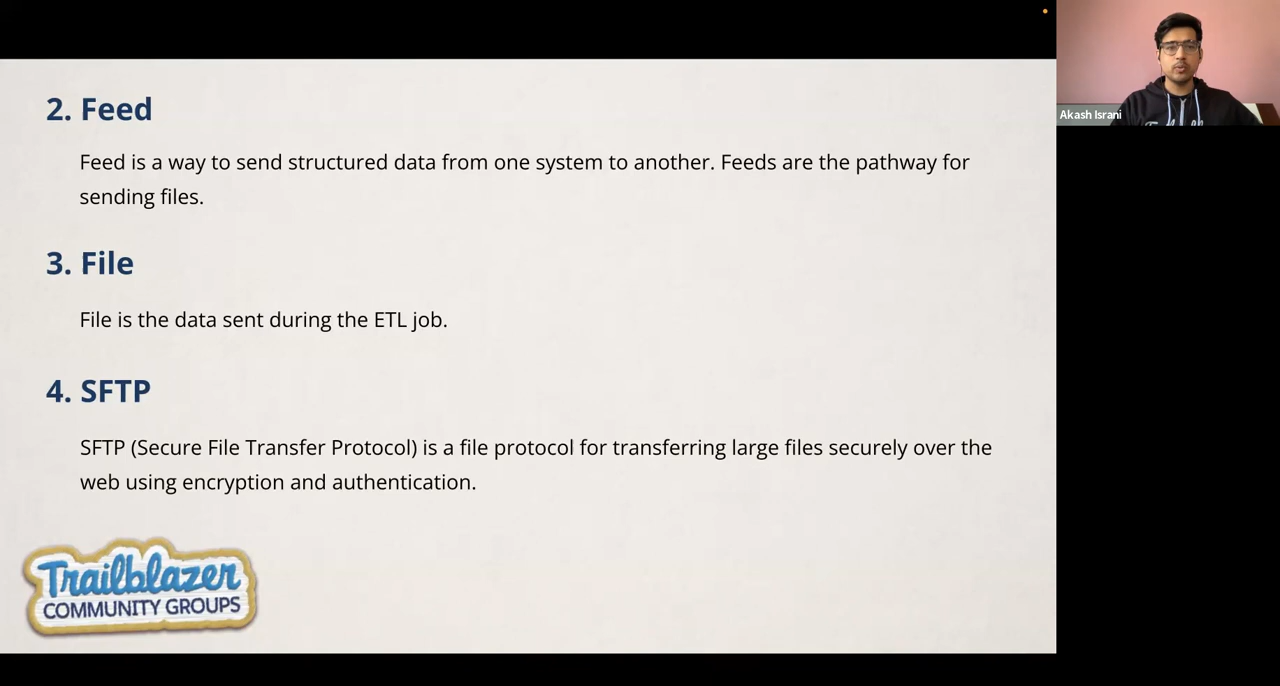 2. Feed
Feed is a way to send structured data from one system to another. Feeds are the pathway for
sending files.
3. File
File is the data sent during the ETL job.
4. SFTP
SFTP (Secure File Transfer Protocol) is a file protocol for transferring large files securely over the
web using encryption and authentication.
Trailblazer
COMMUNITY GROUPS
Akash Israni